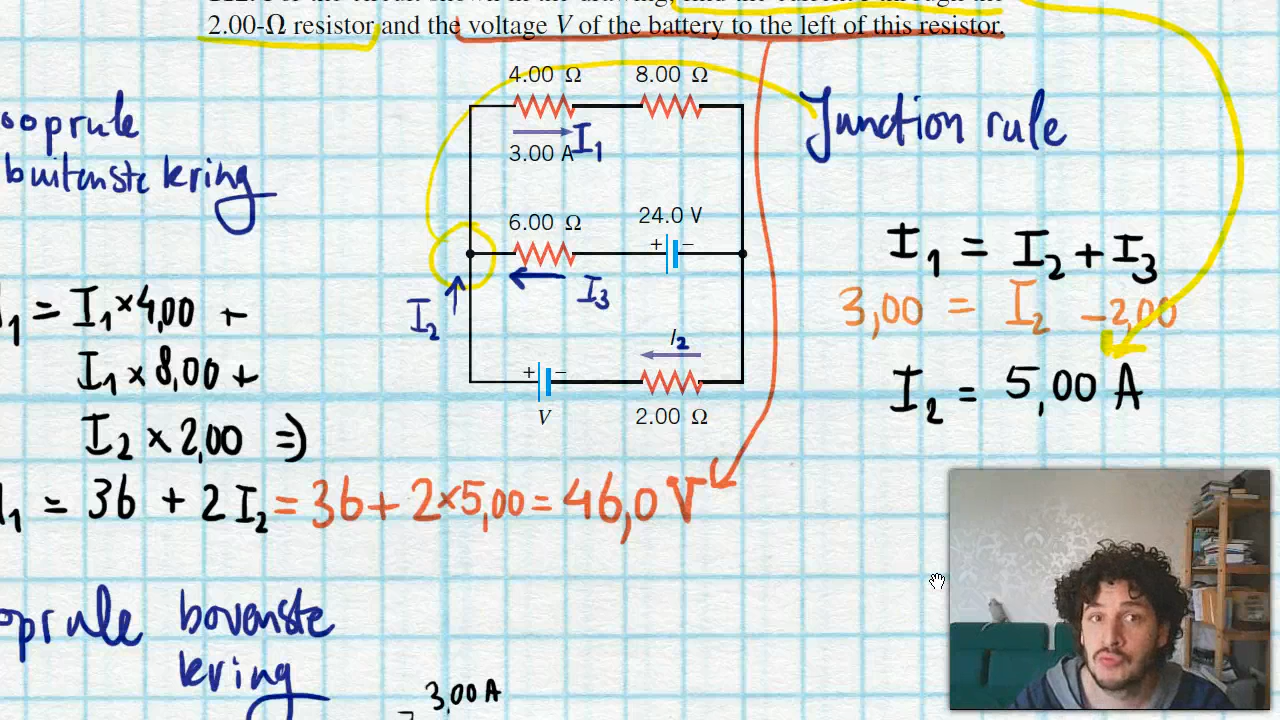 2.00-Ω resistor and the voltage V of the battery to the left of this resistor.
4.00 Ω
8.00 Ω
I₁
3.00 A
6.00 Ω
24.0 V
+
−
I₃
I₂
I₂
+
−
V
2.00 Ω
buitenste kring
= I₁×4,00 +
I₁ × 8,00 +
I₂ × 2,00 ⇒
= 36 + 2 I₂ = 36 + 2×5,00 = 46,0 V
bovenste
kring
3,00 A
Junction rule
I₁ = I₂ + I₃
3,00 = I₂ −2,00
I₂ = 5,00 A